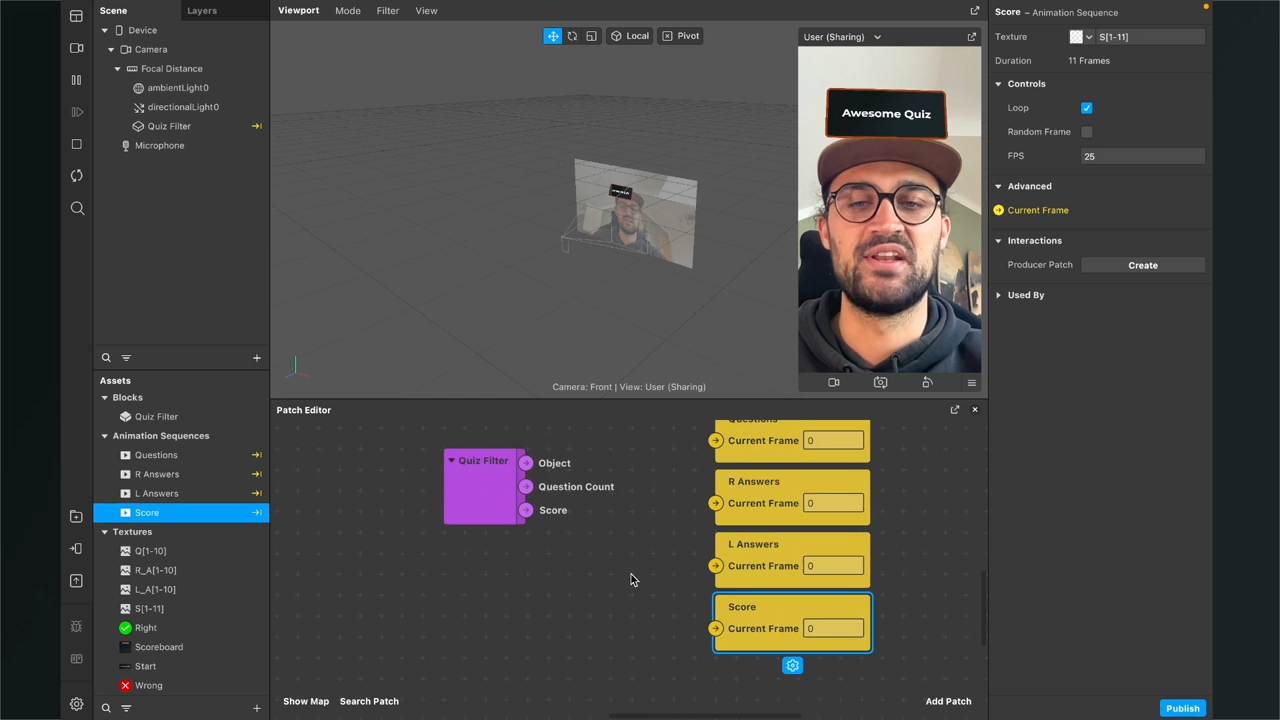 Scene
Layers
Device
Camera
Focal Distance
ambientLight0
directionalLight0
Quiz Filter
Microphone
Assets
Blocks
Quiz Filter
Animation Sequences
Questions
R Answers
L Answers
Score
Textures
Q[1-10]
R_A[1-10]
L_A[1-10]
S[1-11]
Right
Scoreboard
Start
Wrong
Viewport
Mode
Filter
View
Local
Pivot
User (Sharing)
Awesome Quiz
Camera: Front | View: User (Sharing)
Patch Editor
Quiz Filter
Object
Question Count
Score
Questions
Current Frame 0
R Answers
Current Frame 0
L Answers
Current Frame 0
Score
Current Frame 0
Show Map
Search Patch
Add Patch
Score – Animation Sequence
Texture S[1-11]
Duration 11 Frames
Controls
Loop
Random Frame
FPS 25
Advanced
Current Frame
Interactions
Producer Patch Create
Used By
Publish